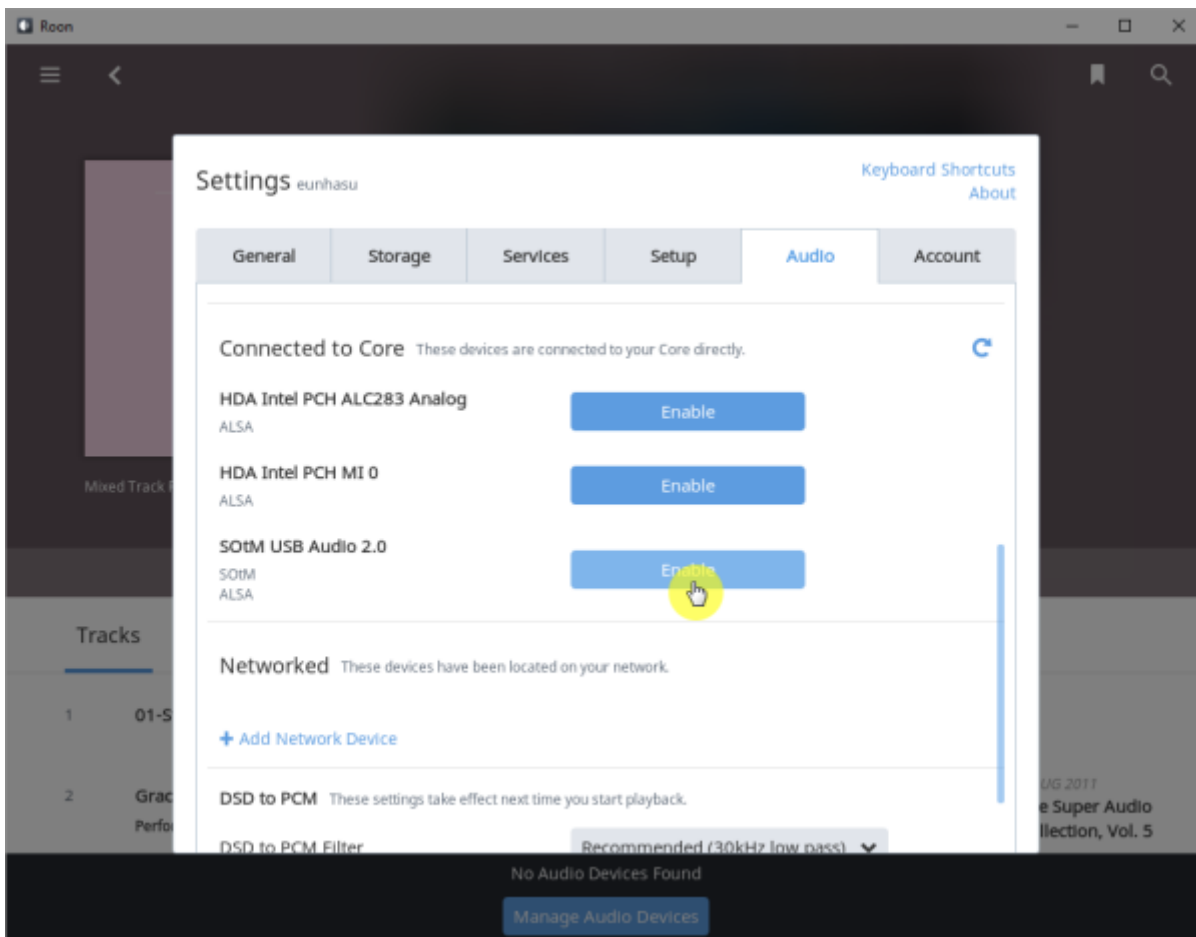 Roon
Settings eunhasu
Keyboard Shortcuts
About
General Storage Services Setup Audio Account
Connected to Core These devices are connected to your Core directly.
HDA Intel PCH ALC283 Analog
Enable
ALSA
HDA Intel PCH MI 0
Enable
ALSA
SOtM USB Audio 2.0
SOtM
Enable
ALSA
Networked These devices have been located on your network.
+ Add Network Device
DSD to PCM These settings take effect next time you start playback.
DSD to PCM Filter Recommended (30kHz low pass)
Mixed Track
Tracks
1 01-S
2 Grac
Perfo
UG 2011
e Super Audio
llection, Vol. 5
No Audio Devices Found
Manage Audio Devices